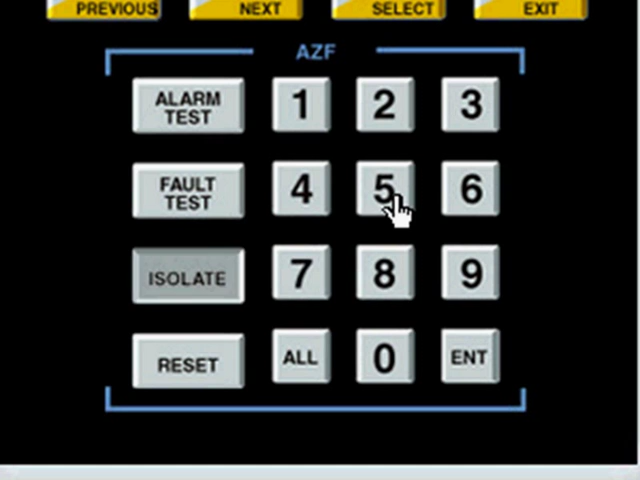 PREVIOUS NEXT SELECT EXIT
AZF
ALARM TEST 1 2 3
FAULT TEST 4 5 6
ISOLATE 7 8 9
RESET ALL 0 ENT